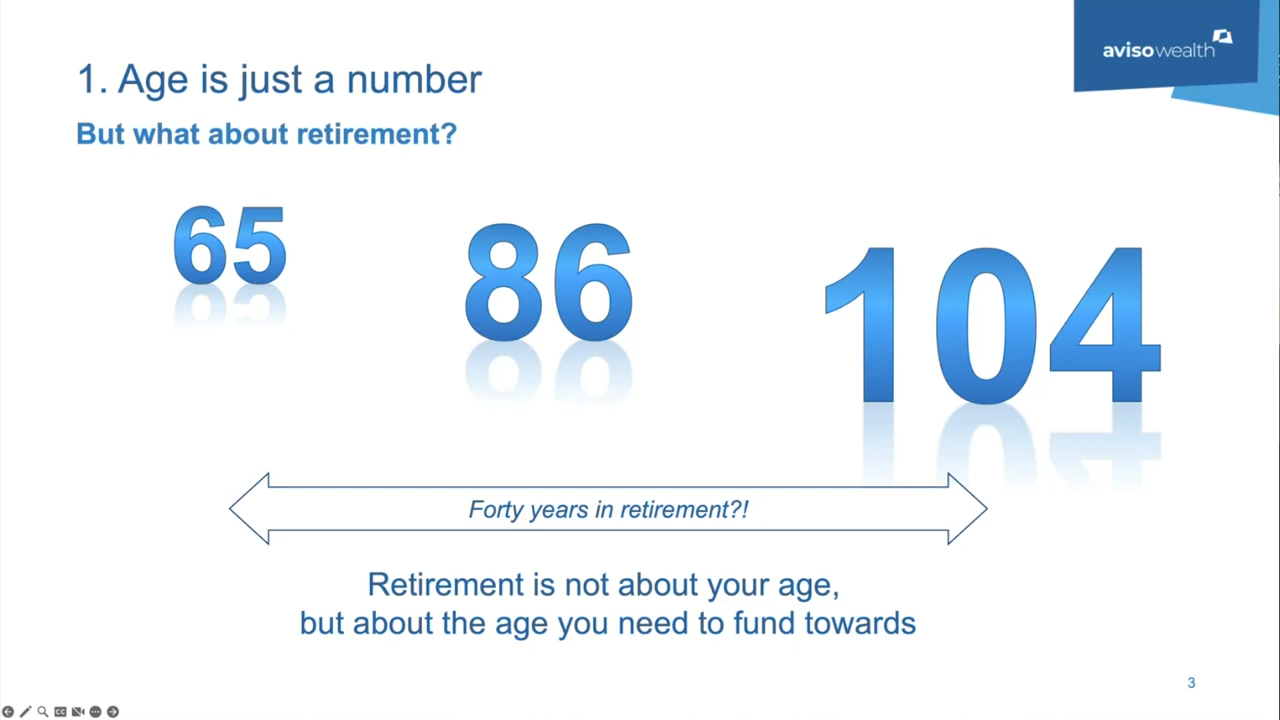 avisowealth
1. Age is just a number
But what about retirement?
65
86
104
Forty years in retirement?!
Retirement is not about your age,
but about the age you need to fund towards
3
CC